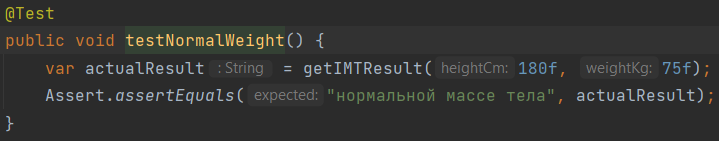 @Test
public void testNormalWeight() {
var actualResult : String = getIMTResult( heightCm: 180f, weightKg: 75f);
Assert.assertEquals( expected: "нормальной массе тела", actualResult);
}